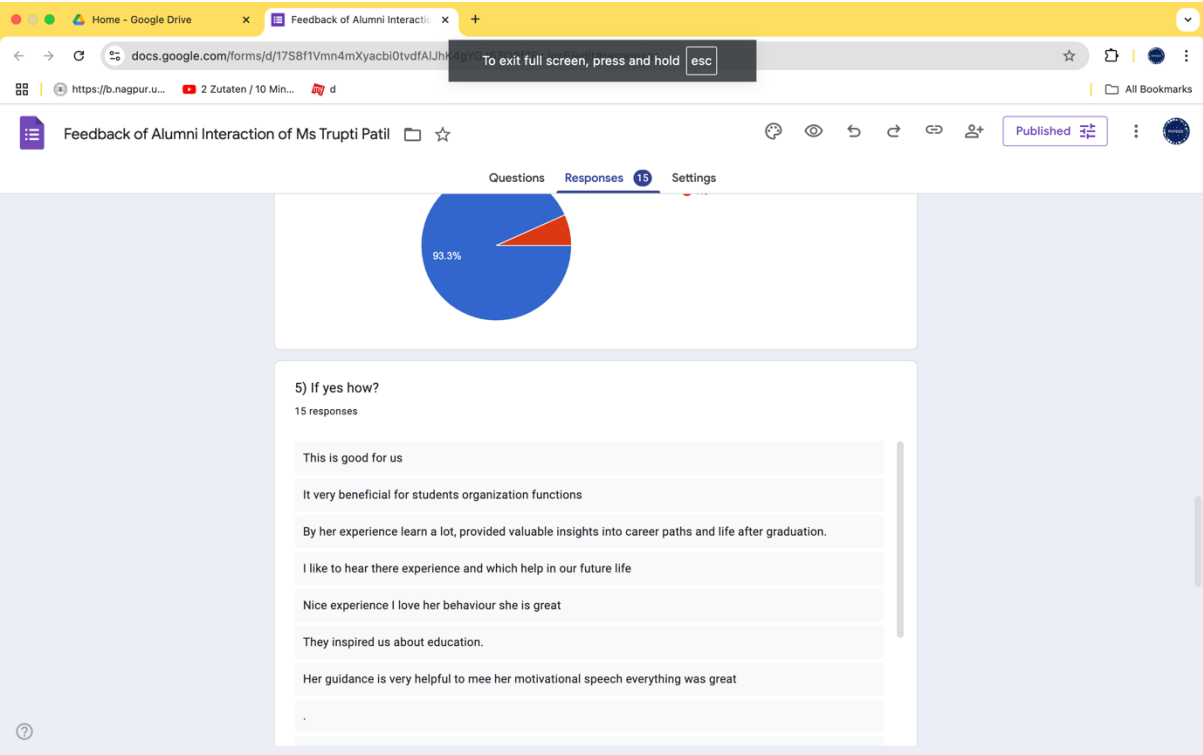 Home - Google Drive
Feedback of Alumni Interactic
docs.google.com/forms/d/17S8f1Vmn4mXyacbi0tvdfAlJhK4gYG
To exit full screen, press and hold esc
https://b.nagpur.u...
2 Zutaten / 10 Min...
d
All Bookmarks
Feedback of Alumni Interaction of Ms Trupti Patil
Published
Questions
Responses 15
Settings
93.3%
5) If yes how?
15 responses
This is good for us
It very beneficial for students organization functions
By her experience learn a lot, provided valuable insights into career paths and life after graduation.
I like to hear there experience and which help in our future life
Nice experience I love her behaviour she is great
They inspired us about education.
Her guidance is very helpful to mee her motivational speech everything was great
.